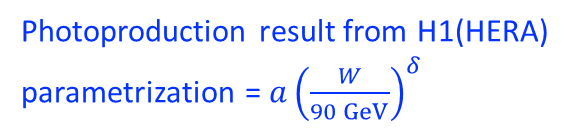 Photoproduction result from H1(HERA)
parametrization = a (W / 90 GeV)^δ